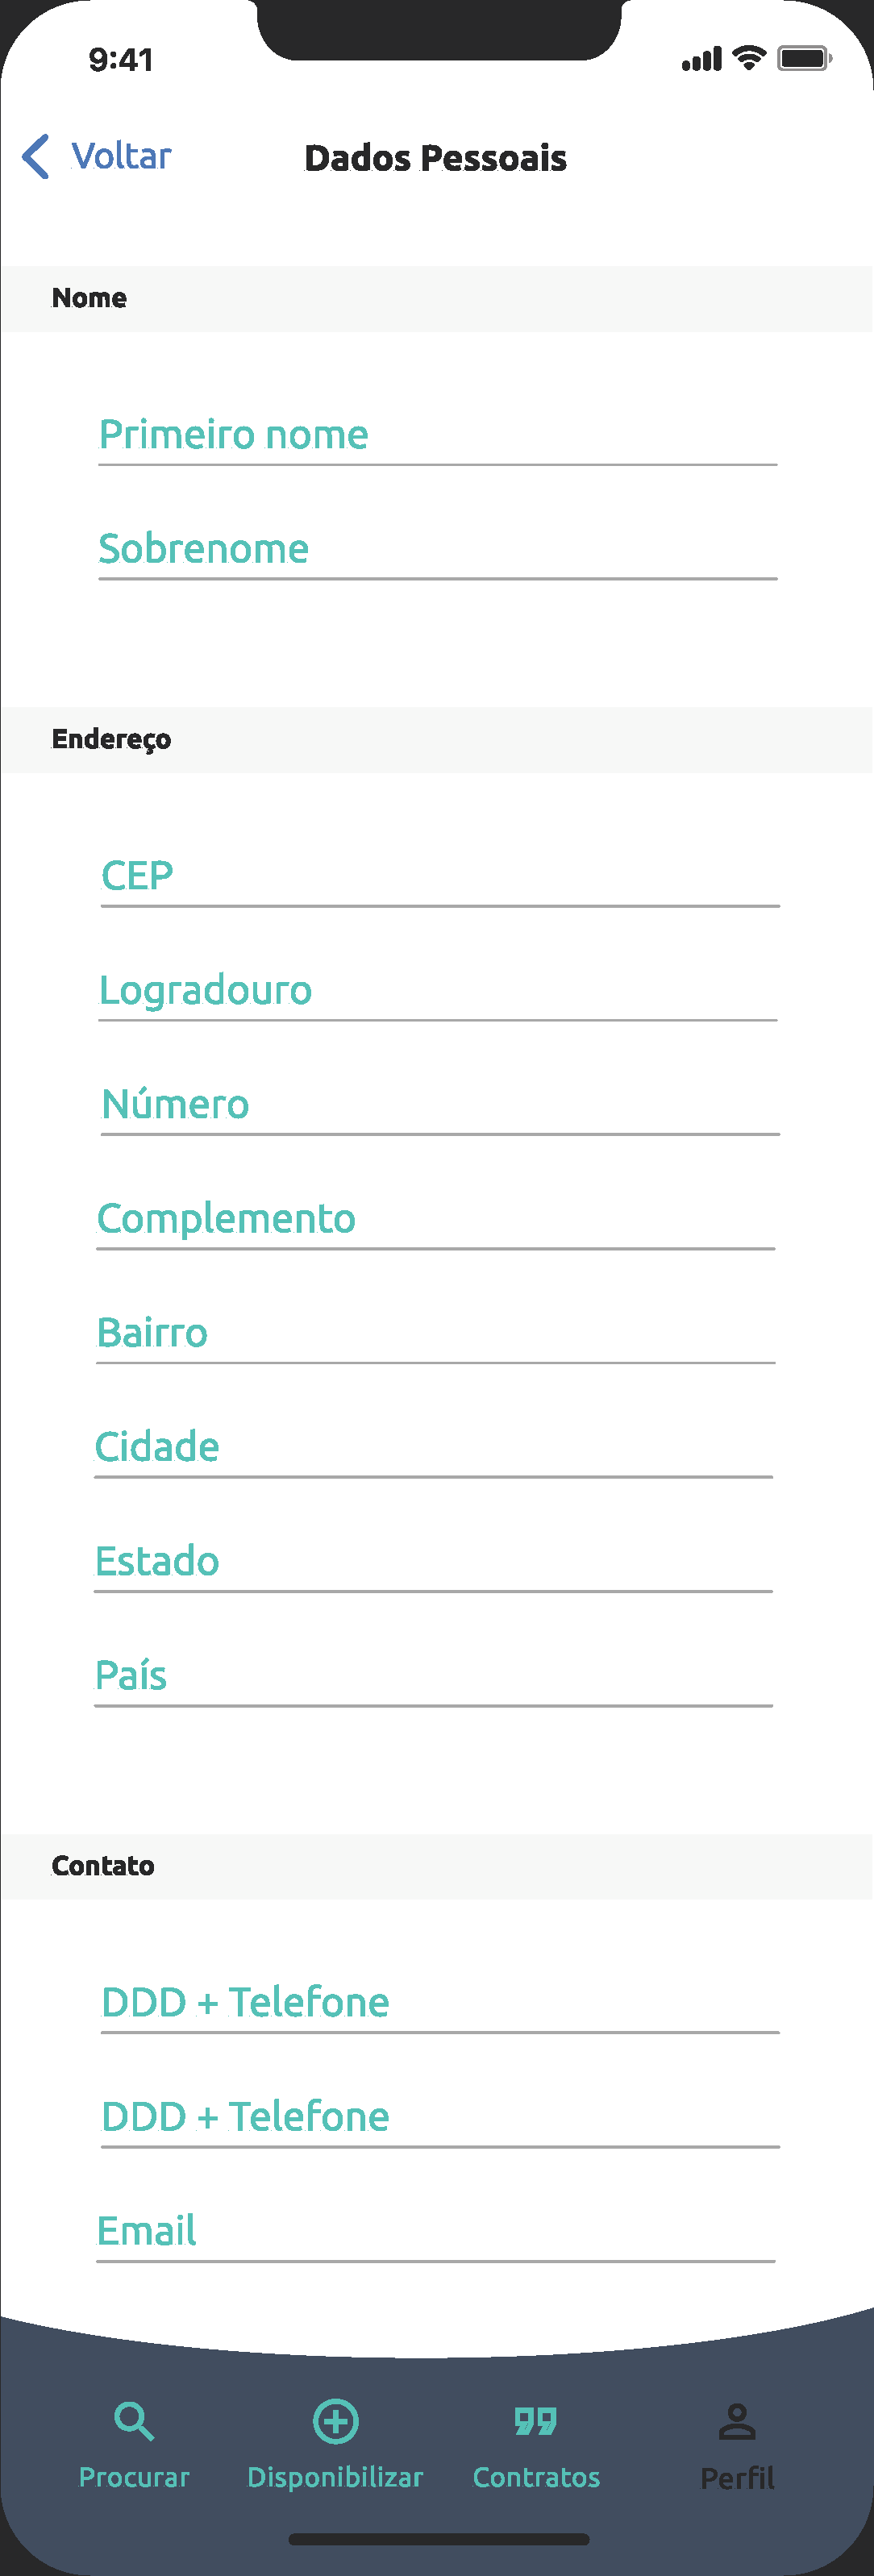 9:41
Voltar
Dados Pessoais
Nome
Primeiro nome
Sobrenome
Endereço
CEP
Logradouro
Número
Complemento
Bairro
Cidade
Estado
País
Contato
DDD + Telefone
DDD + Telefone
Email
Procurar
Disponibilizar
Contratos
Perfil